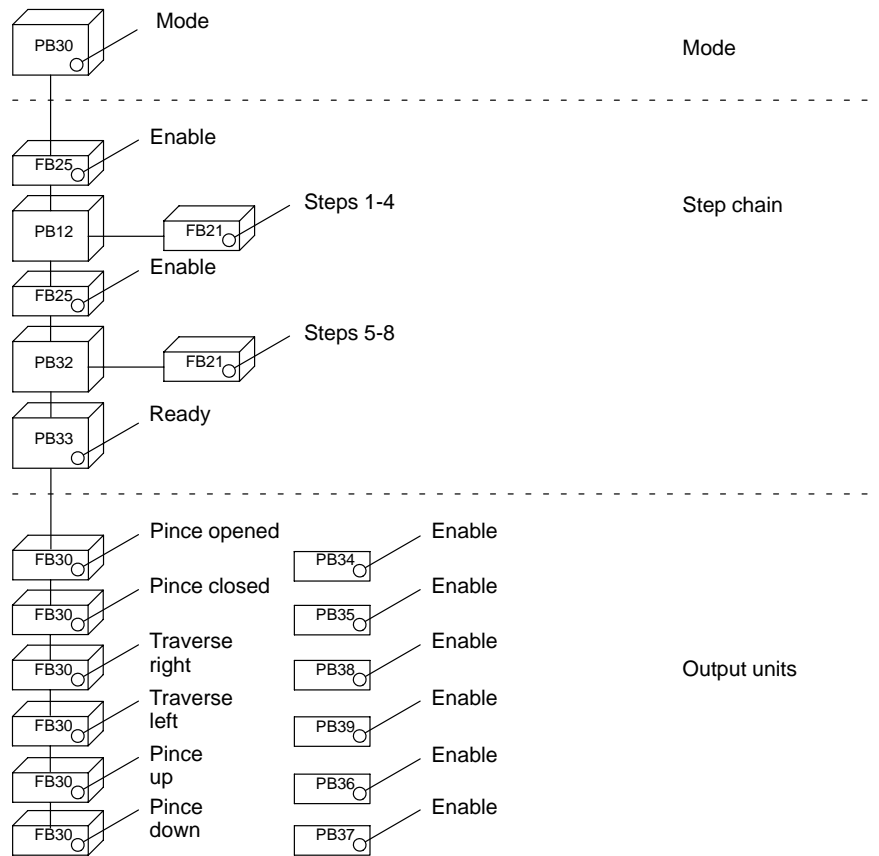 Mode
PB30
Mode
Enable
FB25
Steps 1-4
Step chain
PB12
FB21
Enable
FB25
Steps 5-8
PB32
FB21
Ready
PB33
Pince opened
Enable
FB30
PB34
Pince closed
Enable
FB30
PB35
Traverse
right
Enable
FB30
PB38
Output units
Traverse
left
Enable
FB30
PB39
Pince
up
Enable
FB30
PB36
Pince
down
Enable
FB30
PB37